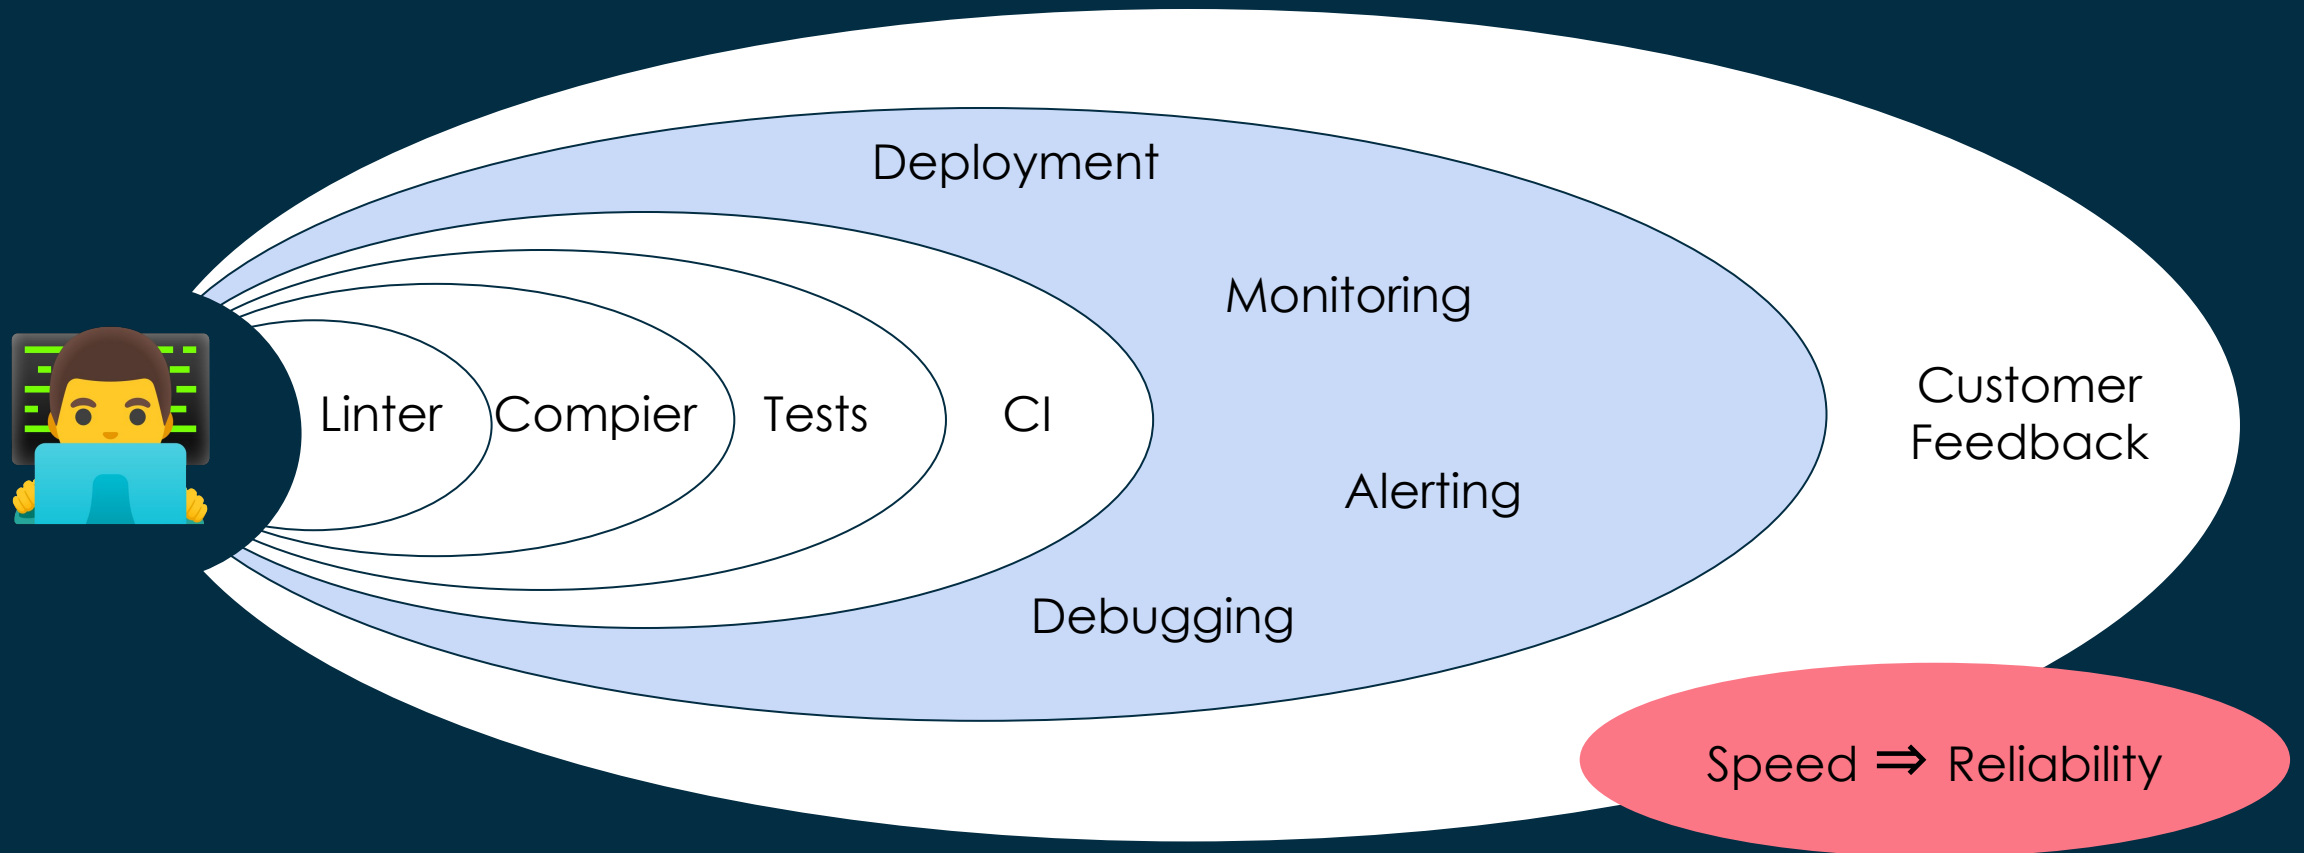 Deployment
Monitoring
Linter
Compier
Tests
CI
Customer
Feedback
Alerting
Debugging
Speed ⇒ Reliability